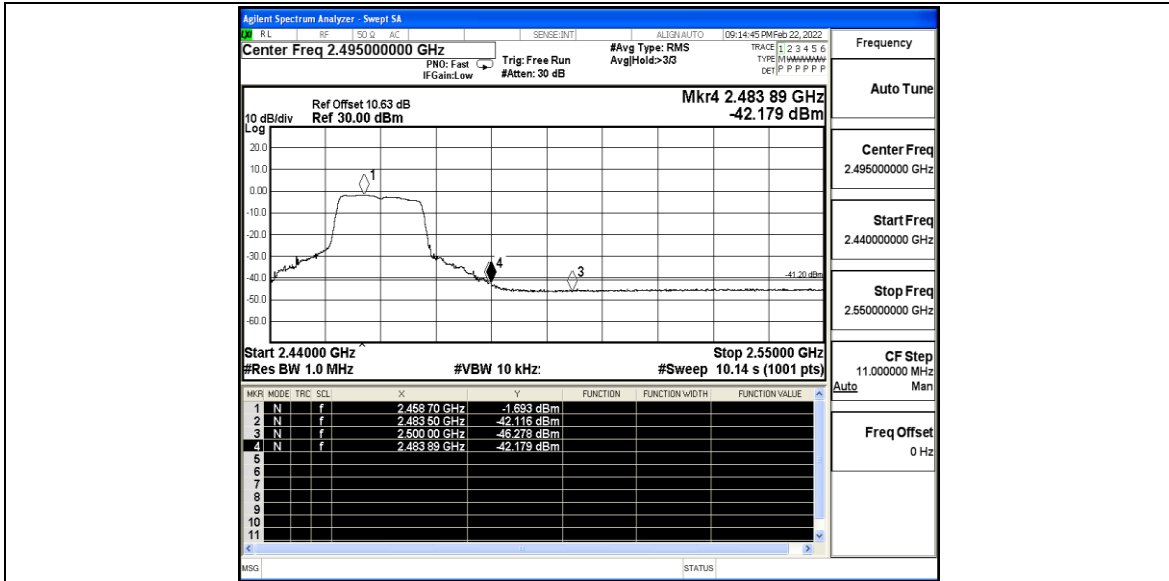 Agilent Spectrum Analyzer - Swept SA
LXI RL RF 50 Ω AC SENSE:INT ALIGNAUTO 09:14:45 PMFeb 22, 2022
Center Freq 2.495000000 GHz
PNO: Fast
IFGain:Low
Trig: Free Run
#Atten: 30 dB
#Avg Type: RMS
Avg|Hold:>3/3
TRACE 1 2 3 4 5 6
TYPE M WWWWW
DET P P P P P P
Ref Offset 10.63 dB
Ref 30.00 dBm
Mkr4 2.483 89 GHz
-42.179 dBm
10 dB/div
Log
20.0
10.0
0.00
-10.0
-20.0
-30.0
-40.0
-50.0
-60.0
1
4
3
-41.20 dBm
Start 2.44000 GHz
Stop 2.55000 GHz
#Res BW 1.0 MHz
#VBW 10 kHz:
#Sweep 10.14 s (1001 pts)
MKR MODE TRC SCL X Y FUNCTION FUNCTION WIDTH FUNCTION VALUE
1 N f 2.458 70 GHz -1.693 dBm
2 N f 2.483 50 GHz -42.116 dBm
3 N f 2.500 00 GHz -46.278 dBm
4 N f 2.483 89 GHz -42.179 dBm
5
6
7
8
9
10
11
MSG
STATUS
Frequency
Auto Tune
Center Freq
2.495000000 GHz
Start Freq
2.440000000 GHz
Stop Freq
2.550000000 GHz
CF Step
11.000000 MHz
Auto Man
Freq Offset
0 Hz